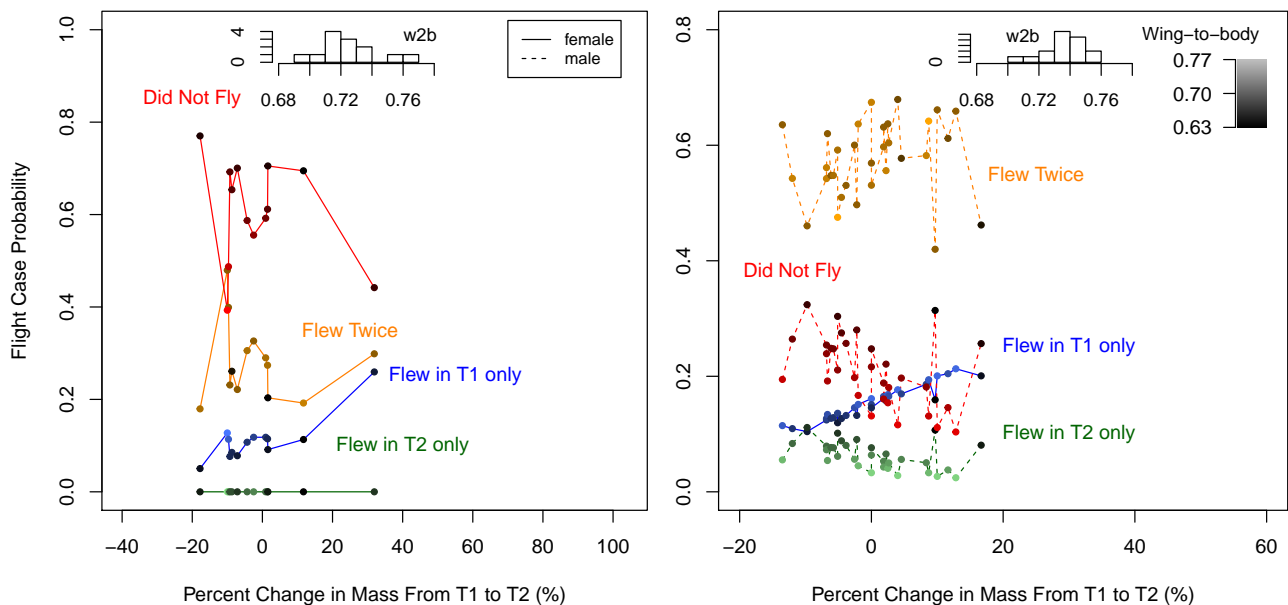 Flight Case Probability
1.0
0.8
0.6
0.4
0.2
0.0
4
0
w2b
0.68 0.72 0.76
female
male
Did Not Fly
Flew Twice
Flew in T1 only
Flew in T2 only
−40 −20 0 20 40 60 80 100
Percent Change in Mass From T1 to T2 (%)
0.8
0.6
0.4
0.2
0.0
0
w2b
0.68 0.72 0.76
Wing−to−body
0.77
0.70
0.63
Flew Twice
Did Not Fly
Flew in T1 only
Flew in T2 only
−20 0 20 40 60
Percent Change in Mass From T1 to T2 (%)